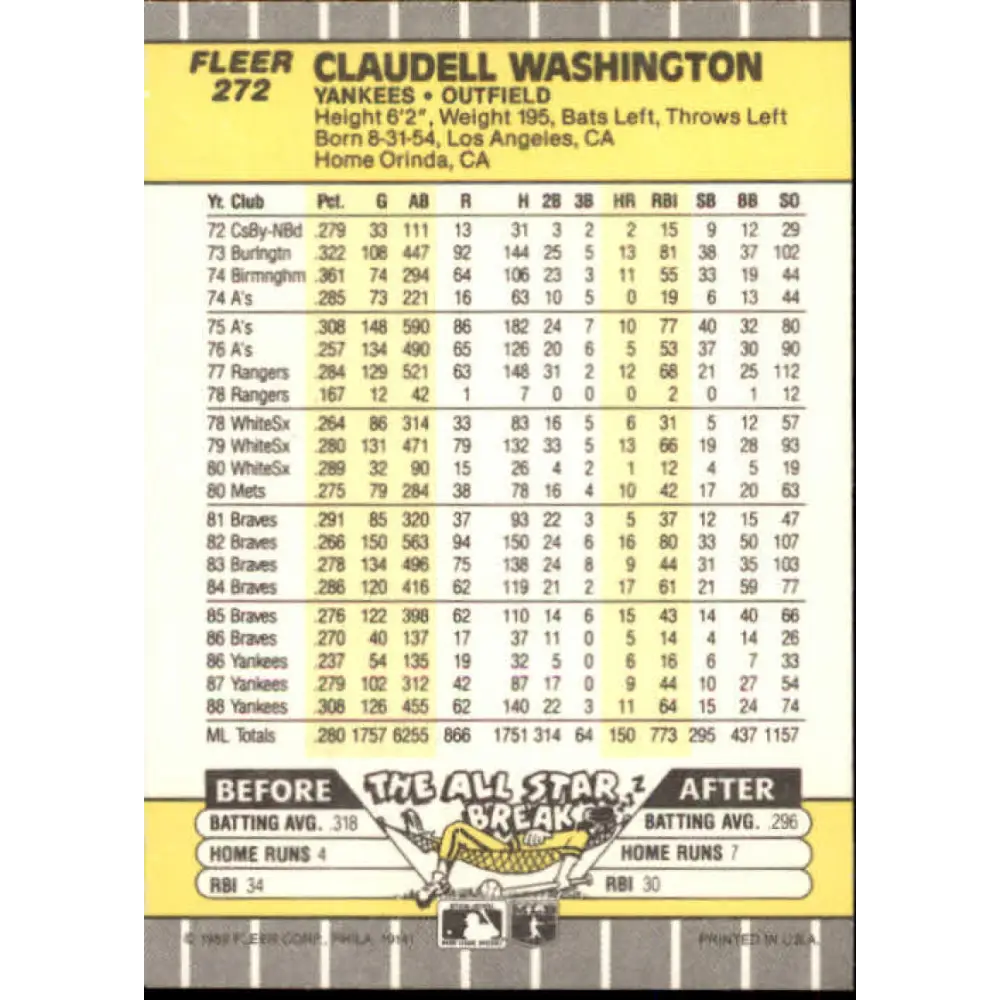 FLEER
272
CLAUDELL WASHINGTON
YANKEES • OUTFIELD
Height 6'2", Weight 195, Bats Left, Throws Left
Born 8-31-54, Los Angeles, CA
Home Orinda, CA
Yr. Club Pct. G AB R H 2B 3B HR RBI SB BB SO
72 CsBy-NBd .279 33 111 13 31 3 2 2 15 9 12 29
73 Burlngtn .322 108 447 92 144 25 5 13 81 38 37 102
74 Birmnghm .361 74 294 64 106 23 3 11 55 33 19 44
74 A's .285 73 221 16 63 10 5 0 19 6 13 44
75 A's .308 148 590 86 182 24 7 10 77 40 32 80
76 A's .257 134 490 65 126 20 6 5 53 37 30 90
77 Rangers .284 129 521 63 148 31 2 12 68 21 25 112
78 Rangers .167 12 42 1 7 0 0 0 2 0 1 12
78 WhiteSx .264 86 314 33 83 16 5 6 31 5 12 57
79 WhiteSx .280 131 471 79 132 33 5 13 66 19 28 93
80 WhiteSx .289 32 90 15 26 4 2 1 12 4 5 19
80 Mets .275 79 284 38 78 16 4 10 42 17 20 63
81 Braves .291 85 320 37 93 22 3 5 37 12 15 47
82 Braves .266 150 563 94 150 24 6 16 80 33 50 107
83 Braves .278 134 496 75 138 24 8 9 44 31 35 103
84 Braves .286 120 416 62 119 21 2 17 61 21 59 77
85 Braves .276 122 398 62 110 14 6 15 43 14 40 66
86 Braves .270 40 137 17 37 11 0 5 14 4 14 26
86 Yankees .237 54 135 19 32 5 0 6 16 6 7 33
87 Yankees .279 102 312 42 87 17 0 9 44 10 27 54
88 Yankees .308 126 455 62 140 22 3 11 64 15 24 74
ML Totals .280 1757 6255 866 1751 314 64 150 773 295 437 1157
BEFORE THE ALL STAR BREAK AFTER
BATTING AVG. .318 BATTING AVG. .296
HOME RUNS 4 HOME RUNS 7
RBI 34 RBI 30
© 1989 FLEER CORP., PHILA. 19141 PRINTED IN U.S.A.